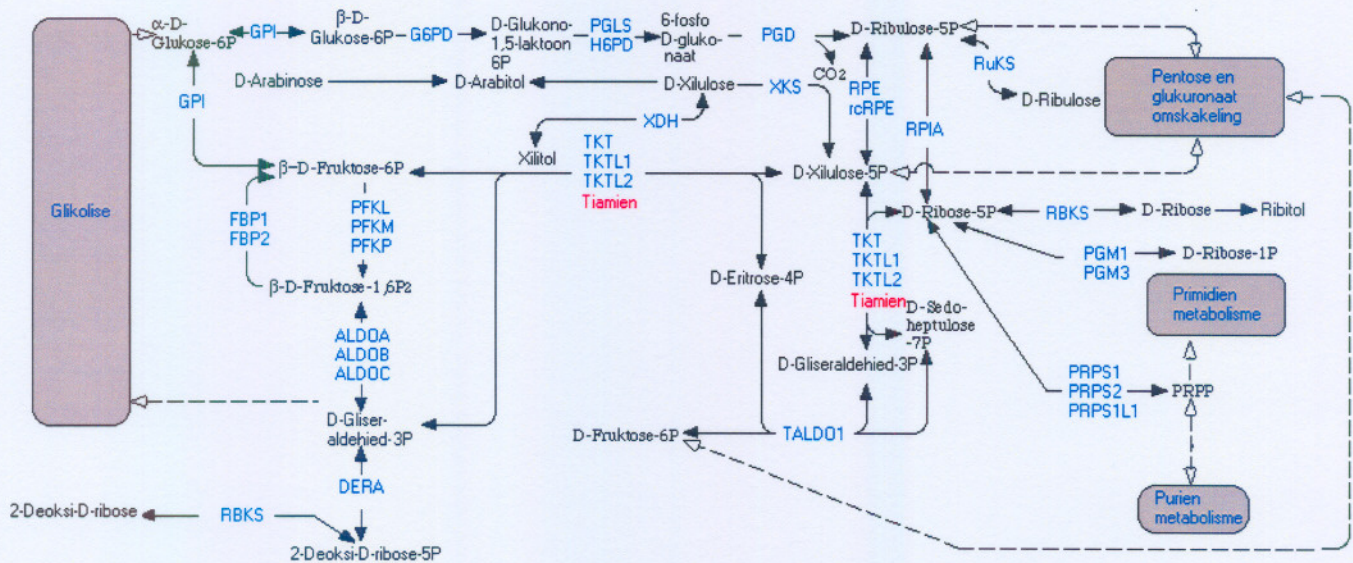 α-D-
Glukose-6P
GPI
β-D-
Glukose-6P
G6PD
D-Glukono-
1,5-laktoon
6P
PGLS
H6PD
6-fosfo
D-gluko-
naat
PGD
D-Ribulose-5P
CO2
RuKS
D-Ribulose
Pentose en
glukuronaat
omskakeling
D-Arabinose
D-Arabitol
D-Xilulose
XKS
RPE
rcRPE
RPIA
GPI
XDH
Xilitol
TKT
TKTL1
TKTL2
Tiamien
β-D-Fruktose-6P
D-Xilulose-5P
Glikolise
FBP1
FBP2
PFKL
PFKM
PFKP
D-Ribose-5P
RBKS
D-Ribose
Ribitol
TKT
TKTL1
TKTL2
Tiamien
PGM1
PGM3
D-Ribose-1P
β-D-Fruktose-1,6P2
D-Eritrose-4P
D-Sedo-
heptulose
-7P
Primidien
metabolisme
ALDOA
ALDOB
ALDOC
D-Gliseraldehied-3P
PRPS1
PRPS2
PRPS1L1
PRPP
D-Gliser-
aldehied-3P
D-Fruktose-6P
TALDO1
DERA
2-Deoksi-D-ribose
RBKS
2-Deoksi-D-ribose-5P
Purien
metabolisme